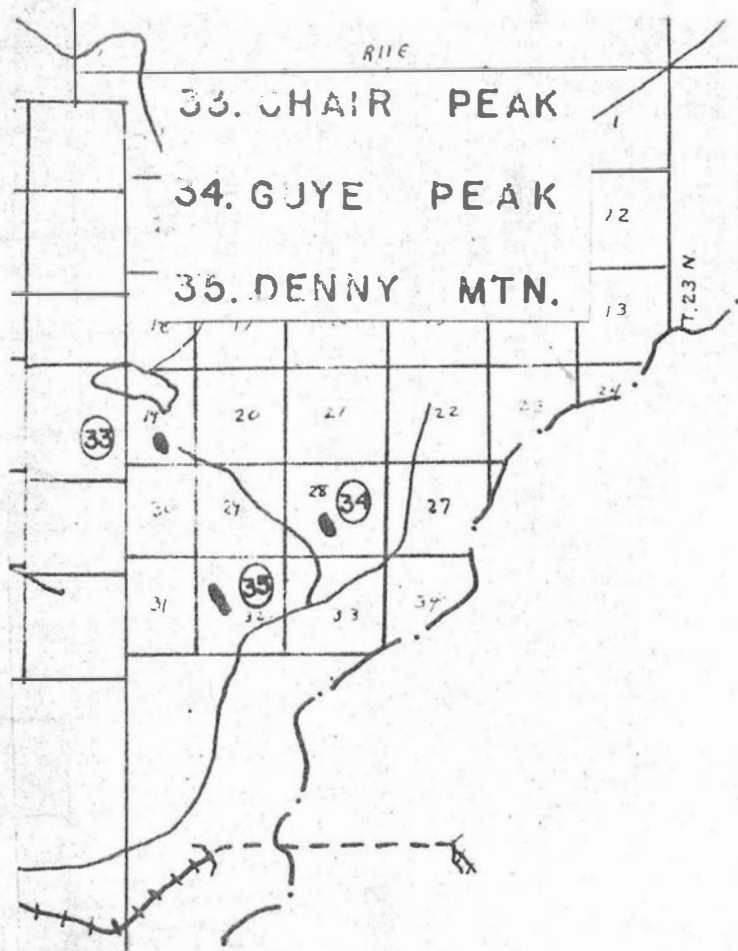 R11E
33. CHAIR PEAK
1
34. GUYE PEAK
12
35. DENNY MTN.
T.23 N.
13
18 17
24
19 20 21 22 23
33
30 29 28 34 27
31 35 32 33 34